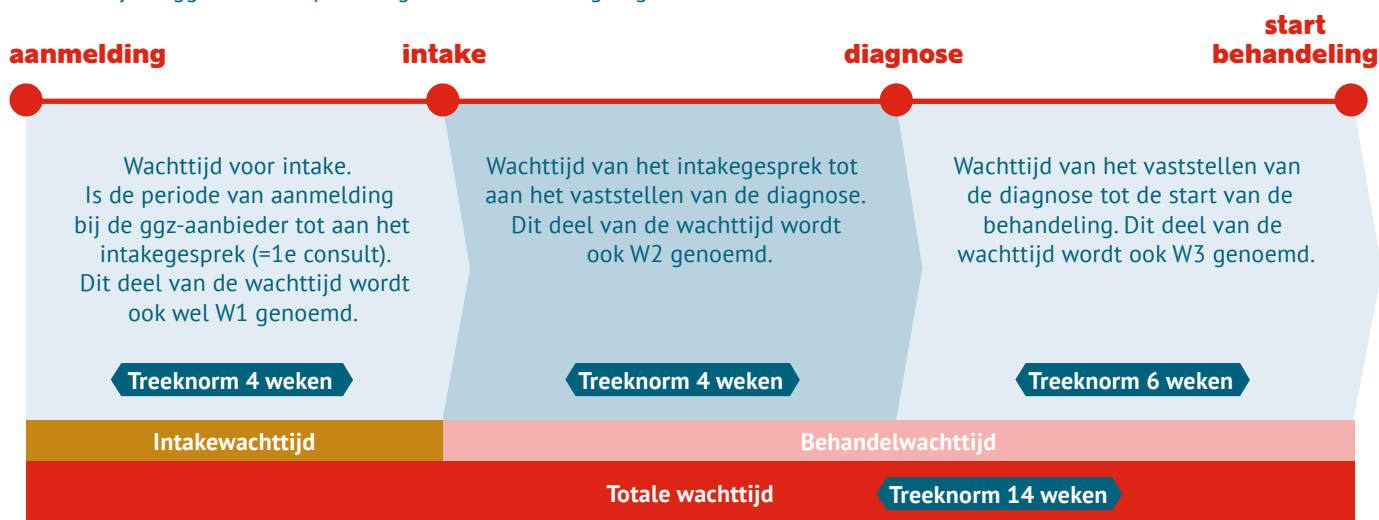 aanmelding
intake
diagnose
start
behandeling
Wachttijd voor intake.
Is de periode van aanmelding
bij de ggz-aanbieder tot aan het
intakegesprek (=1e consult).
Dit deel van de wachttijd wordt
ook wel W1 genoemd.
Treeknorm 4 weken
Wachttijd van het intakegesprek tot
aan het vaststellen van de diagnose.
Dit deel van de wachttijd wordt
ook W2 genoemd.
Treeknorm 4 weken
Wachttijd van het vaststellen van
de diagnose tot de start van de
behandeling. Dit deel van de
wachttijd wordt ook W3 genoemd.
Treeknorm 6 weken
Intakewachttijd
Behandelwachttijd
Totale wachttijd
Treeknorm 14 weken